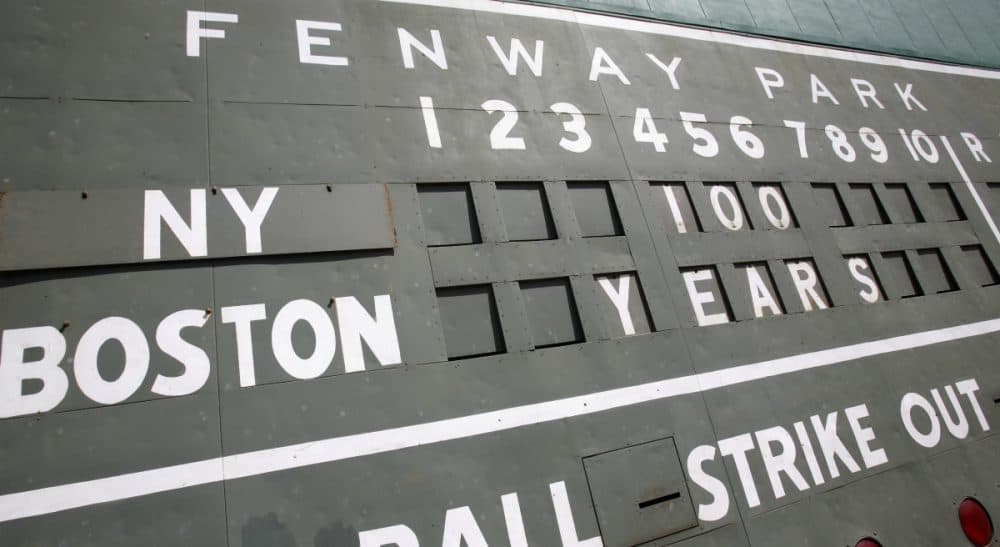 FENWAY PARK
1 2 3 4 5 6 7 8 9 10 R
NY 100
BOSTON YEARS
BALL STRIKE OUT